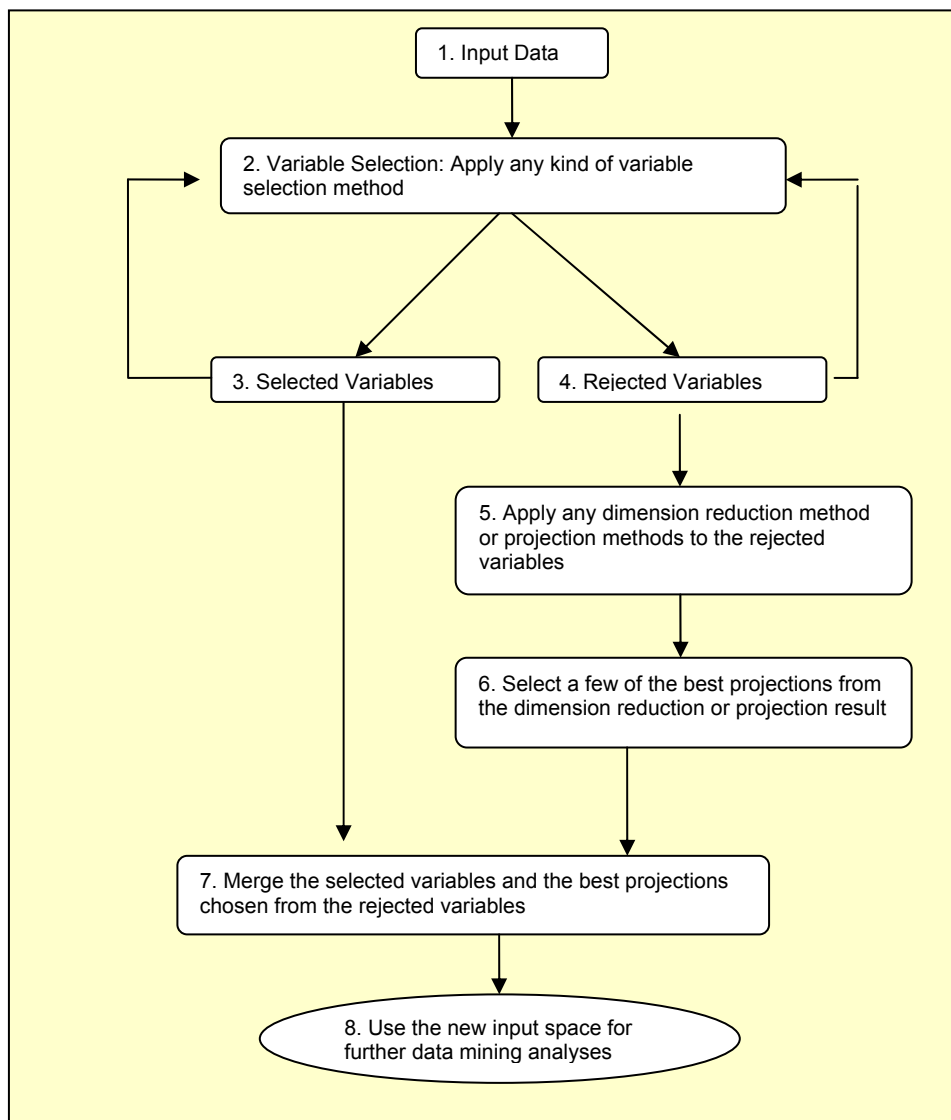 1. Input Data
2. Variable Selection: Apply any kind of variable
selection method
3. Selected Variables
4. Rejected Variables
5. Apply any dimension reduction method
or projection methods to the rejected
variables
6. Select a few of the best projections from
the dimension reduction or projection result
7. Merge the selected variables and the best projections
chosen from the rejected variables
8. Use the new input space for
further data mining analyses